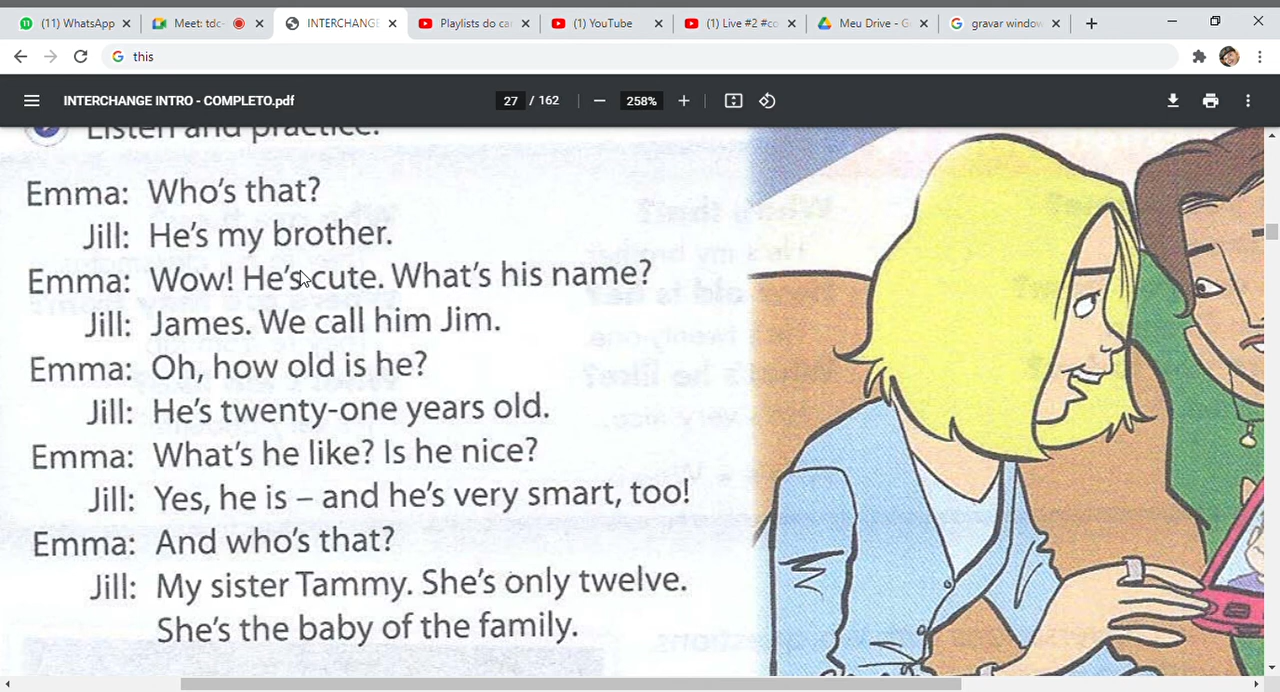 (11) WhatsApp
Meet: tdc-
INTERCHANGE
Playlists do ca
(1) YouTube
(1) Live #2 #co
Meu Drive - G
gravar window
this
INTERCHANGE INTRO - COMPLETO.pdf
27 / 162
258%
Listen and practice.
Emma: Who's that?
Jill: He's my brother.
Emma: Wow! He's cute. What's his name?
Jill: James. We call him Jim.
Emma: Oh, how old is he?
Jill: He's twenty-one years old.
Emma: What's he like? Is he nice?
Jill: Yes, he is – and he's very smart, too!
Emma: And who's that?
Jill: My sister Tammy. She's only twelve.
She's the baby of the family.